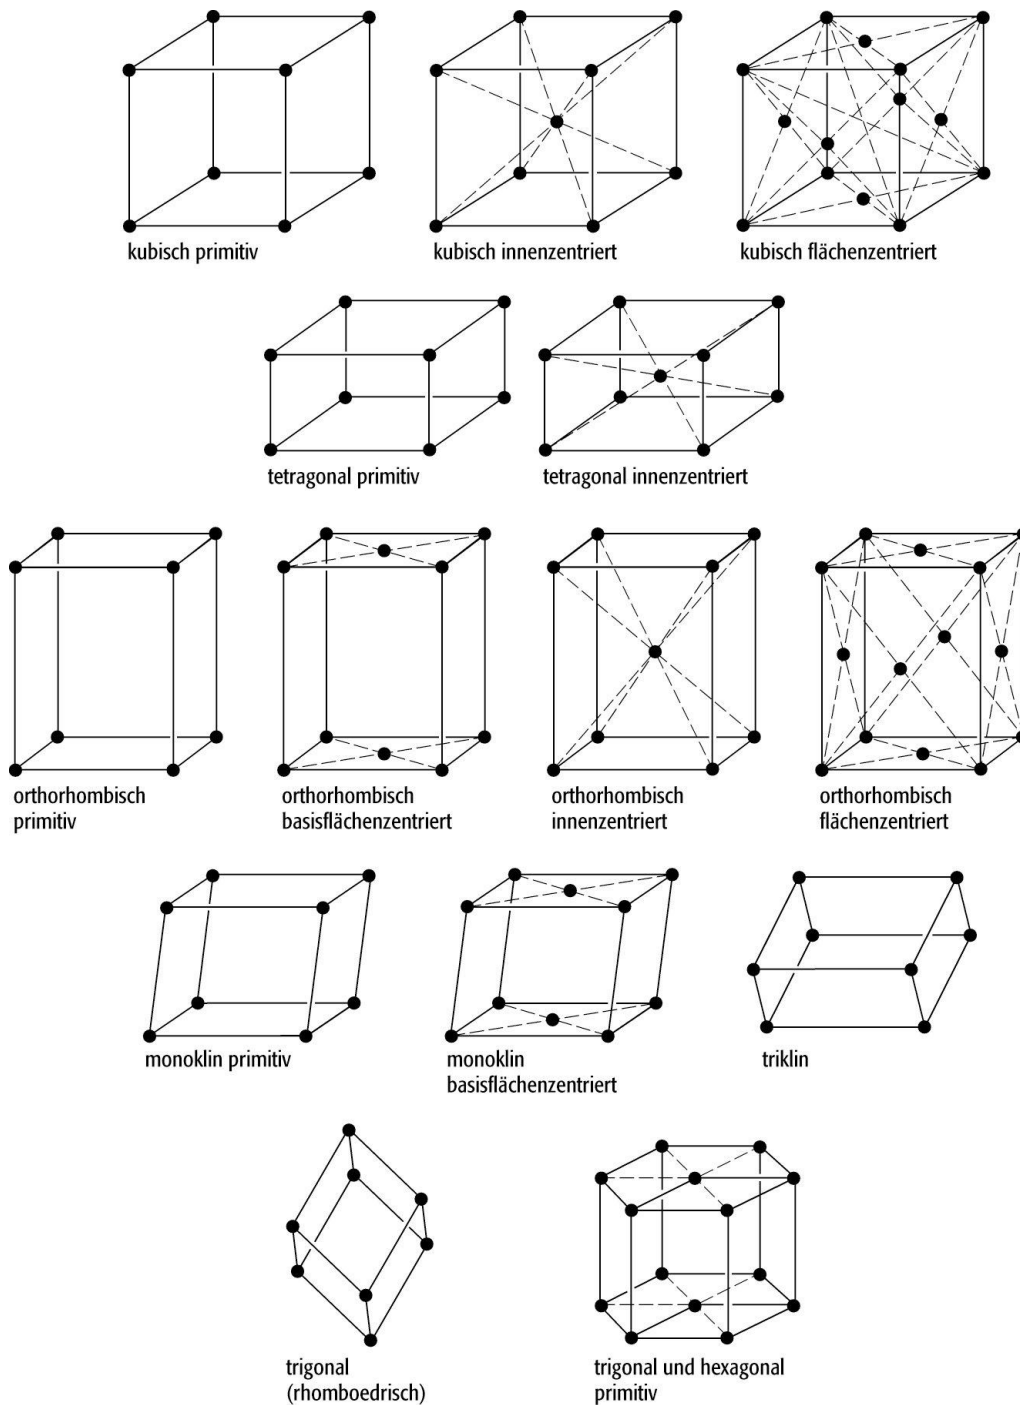 kubisch primitiv
kubisch innenzentriert
kubisch flächenzentriert
tetragonal primitiv
tetragonal innenzentriert
orthorhombisch
primitiv
orthorhombisch
basisflächenzentriert
orthorhombisch
innenzentriert
orthorhombisch
flächenzentriert
monoklin primitiv
monoklin
basisflächenzentriert
triklin
trigonal
(rhomboedrisch)
trigonal und hexagonal
primitiv